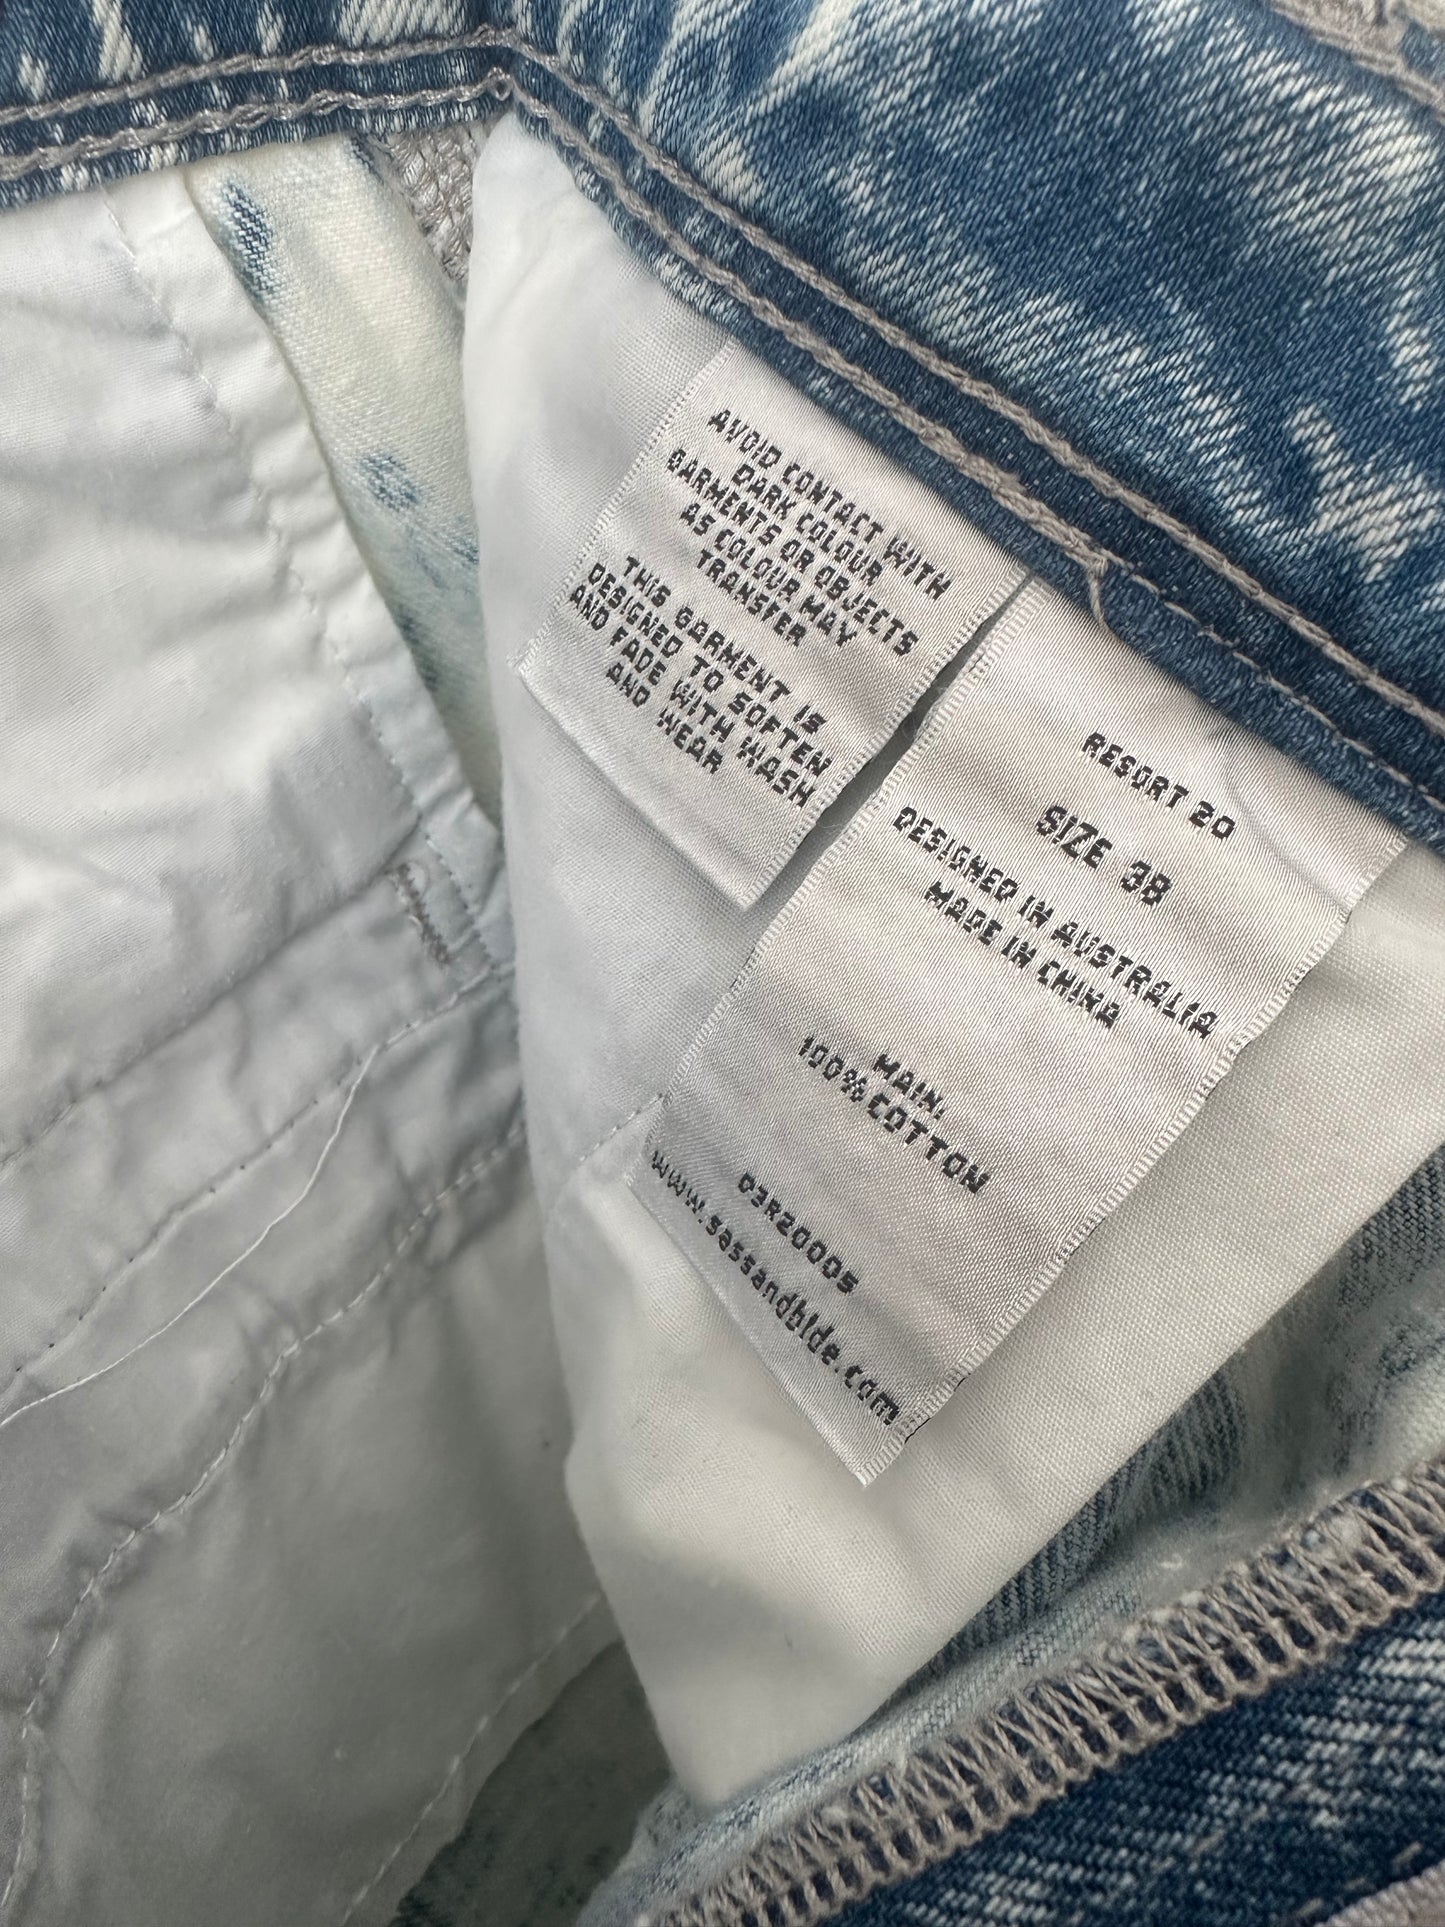 AVOID CONTACT WITH
DARK COLOUR
GARMENTS OR OBJECTS
AS COLOUR MAY
TRANSFER
THIS GARMENT IS
DESIGNED TO SOFTEN
AND FADE WITH WASH
AND WEAR
RESORT 20
SIZE 38
DESIGNED IN AUSTRALIA
MADE IN CHINA
MAIN:
100% COTTON
D3R20005
www.sassandbide.com